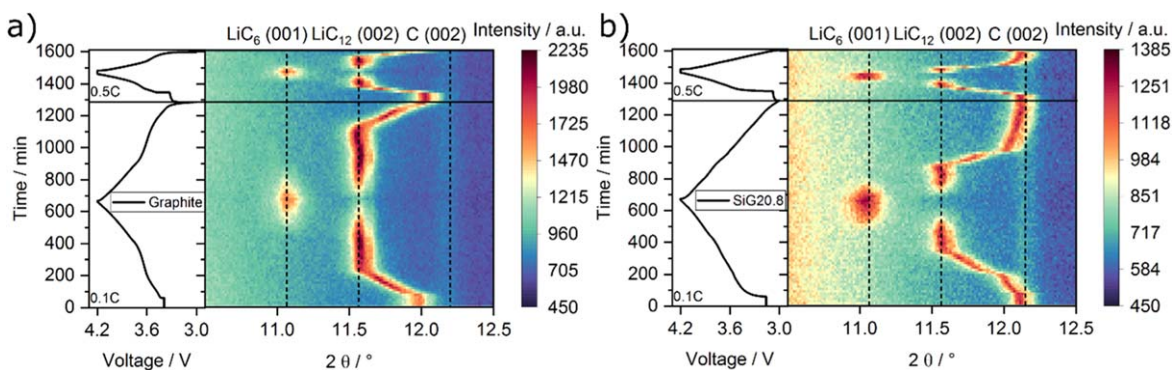 a)
LiC₆ (001) LiC₁₂ (002) C (002) Intensity / a.u.
1600
1400
1200
1000
800
600
400
200
0
Time / min
0.5C
Graphite
0.1C
4.2 3.6 3.0
Voltage / V
11.0 11.5 12.0 12.5
2 θ / °
2235
1980
1725
1470
1215
960
705
450
b)
LiC₆ (001) LiC₁₂ (002) C (002) Intensity / a.u.
1600
1400
1200
1000
800
600
400
200
0
Time / min
0.5C
SiG20.8
0.1C
4.2 3.6 3.0
Voltage / V
11.0 11.5 12.0 12.5
2 θ / °
1385
1251
1118
984
851
717
584
450